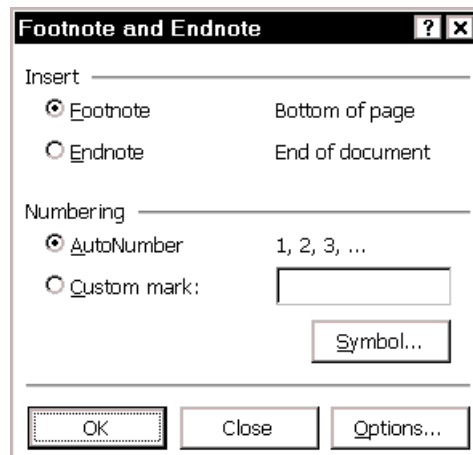 Footnote and Endnote ? X
Insert
Footnote Bottom of page
Endnote End of document
Numbering
AutoNumber 1, 2, 3, ...
Custom mark:
Symbol...
OK Close Options...